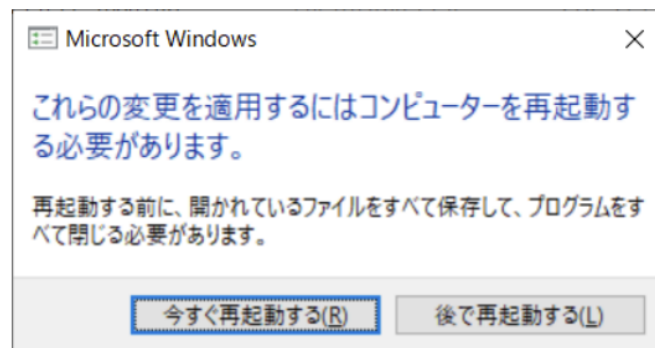 Microsoft Windows
これらの変更を適用するにはコンピューターを再起動す
る必要があります。
再起動する前に、開かれているファイルをすべて保存して、プログラムをす
べて閉じる必要があります。
今すぐ再起動する(R)
後で再起動する(L)